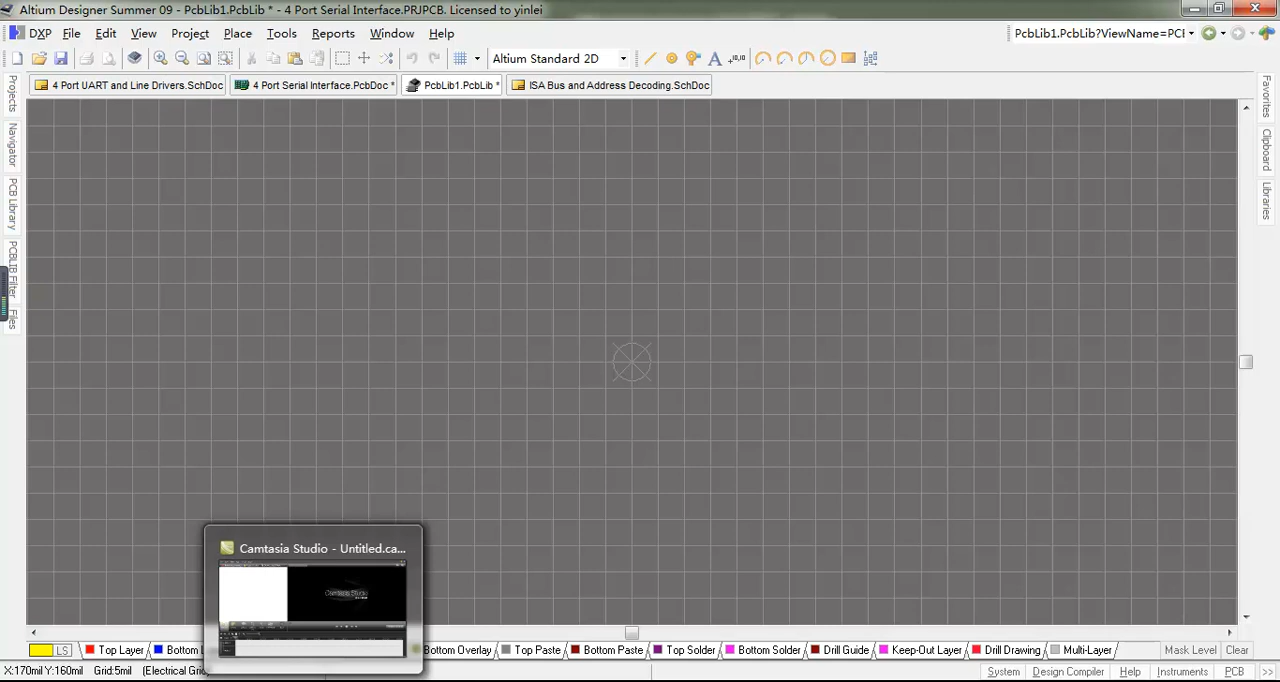 Altium Designer Summer 09 - PcbLib1.PcbLib * - 4 Port Serial Interface.PRJPCB. Licensed to yinlei
DXP File Edit View Project Place Tools Reports Window Help
PcbLib1.PcbLib?ViewName=PCE
Altium Standard 2D
4 Port UART and Line Drivers.SchDoc
4 Port Serial Interface.PcbDoc *
PcbLib1.PcbLib *
ISA Bus and Address Decoding.SchDoc
Projects
Navigator
PCB Library
PCBLIB Filter
Files
Favorites
Clipboard
Libraries
Camtasia Studio - Untitled.ca...
Camtasia Studio
LS Top Layer Bottom L Bottom Overlay Top Paste Bottom Paste Top Solder Bottom Solder Drill Guide Keep-Out Layer Drill Drawing Multi-Layer Mask Level Clear
X:170mil Y:160mil Grid:5mil (Electrical Grid
System Design Compiler Help Instruments PCB >>